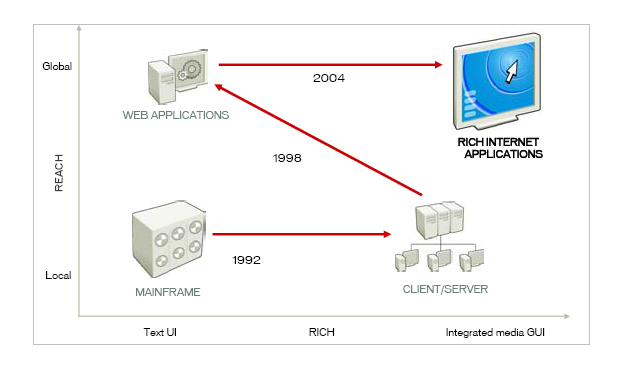 Global
2004
WEB APPLICATIONS
RICH INTERNET
APPLICATIONS
REACH
1998
1992
Local
MAINFRAME
CLIENT/SERVER
Text UI
RICH
Integrated media GUI